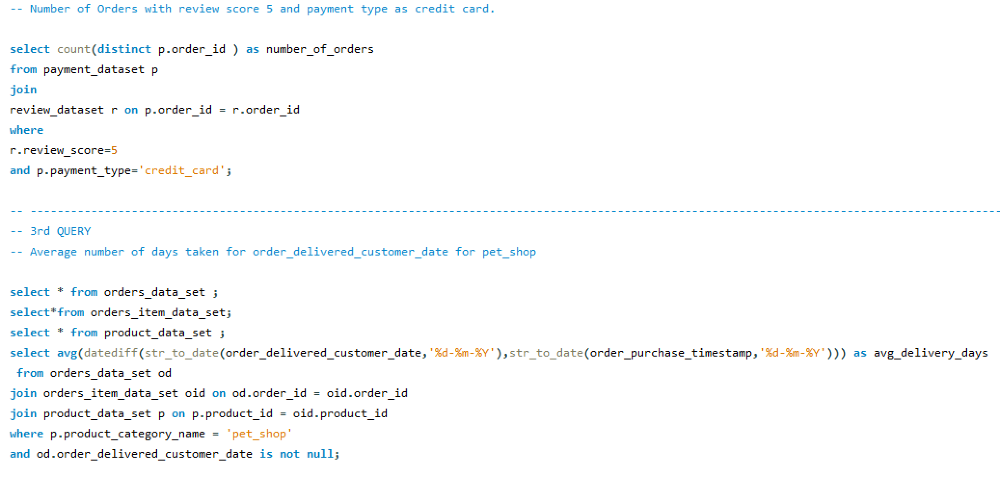 -- Number of Orders with review score 5 and payment type as credit card.
select count(distinct p.order_id ) as number_of_orders
from payment_dataset p
join
review_dataset r on p.order_id = r.order_id
where
r.review_score=5
and p.payment_type='credit_card';
-- ------------------------------------------------------------------------------------------------------------------------------------------------
-- 3rd QUERY
-- Average number of days taken for order_delivered_customer_date for pet_shop
select * from orders_data_set ;
select*from orders_item_data_set;
select * from product_data_set ;
select avg(datediff(str_to_date(order_delivered_customer_date,'%d-%m-%Y'),str_to_date(order_purchase_timestamp,'%d-%m-%Y'))) as avg_delivery_days
from orders_data_set od
join orders_item_data_set oid on od.order_id = oid.order_id
join product_data_set p on p.product_id = oid.product_id
where p.product_category_name = 'pet_shop'
and od.order_delivered_customer_date is not null;